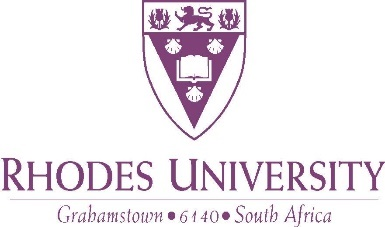 RHODES UNIVERSITY
Grahamstown • 6140 • South Africa